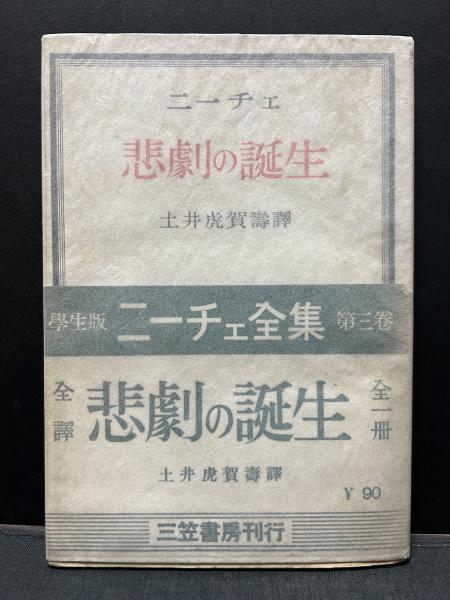 ニーチェ
悲劇の誕生
土井虎賀壽譯
學生版 ニーチェ全集 第三卷
全譯 悲劇の誕生 全一册
土井虎賀壽譯
¥ 90
三笠書房刊行